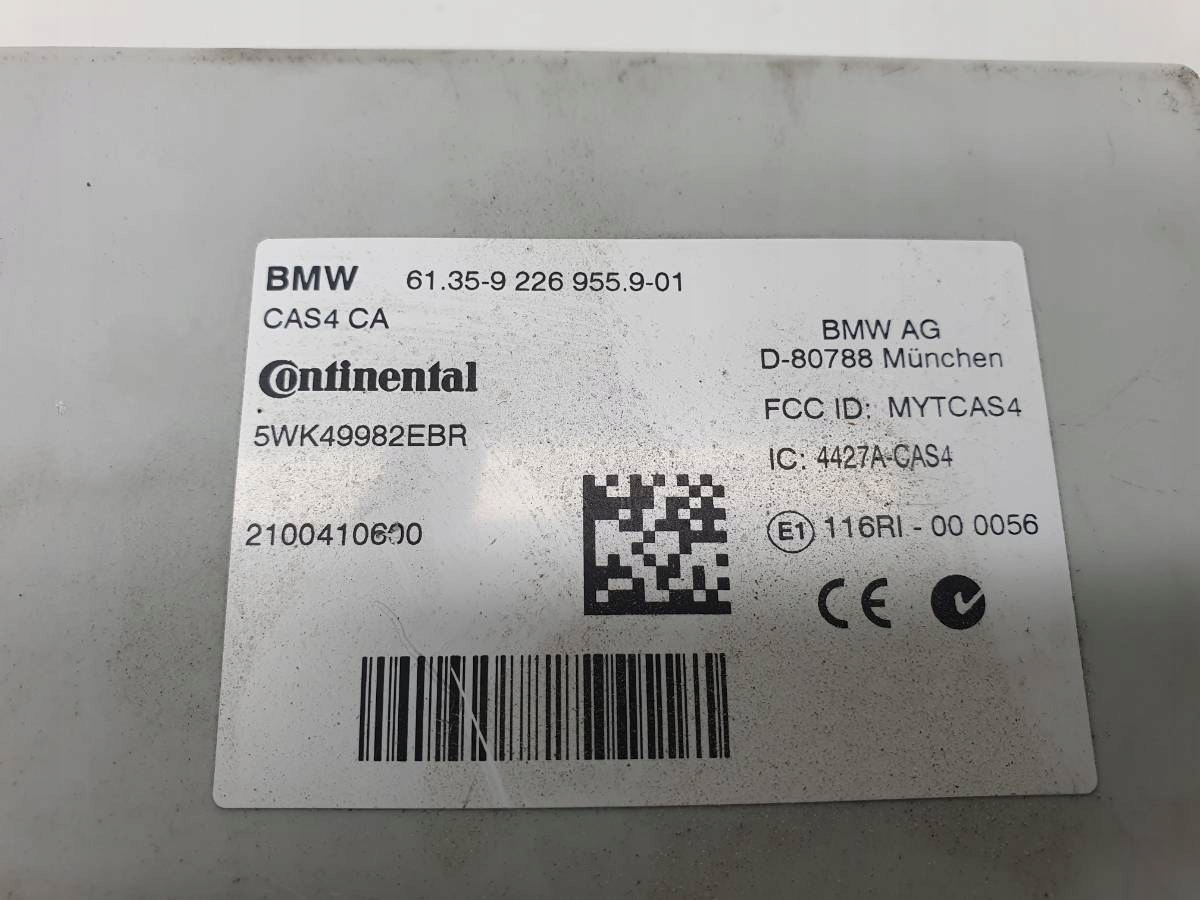 BMW 61.35-9 226 955.9-01
CAS4 CA
Continental
5WK49982EBR
2100410600
BMW AG
D-80788 München
FCC ID: MYTCAS4
IC: 4427A-CAS4
E1 116RI - 00 0056
CE